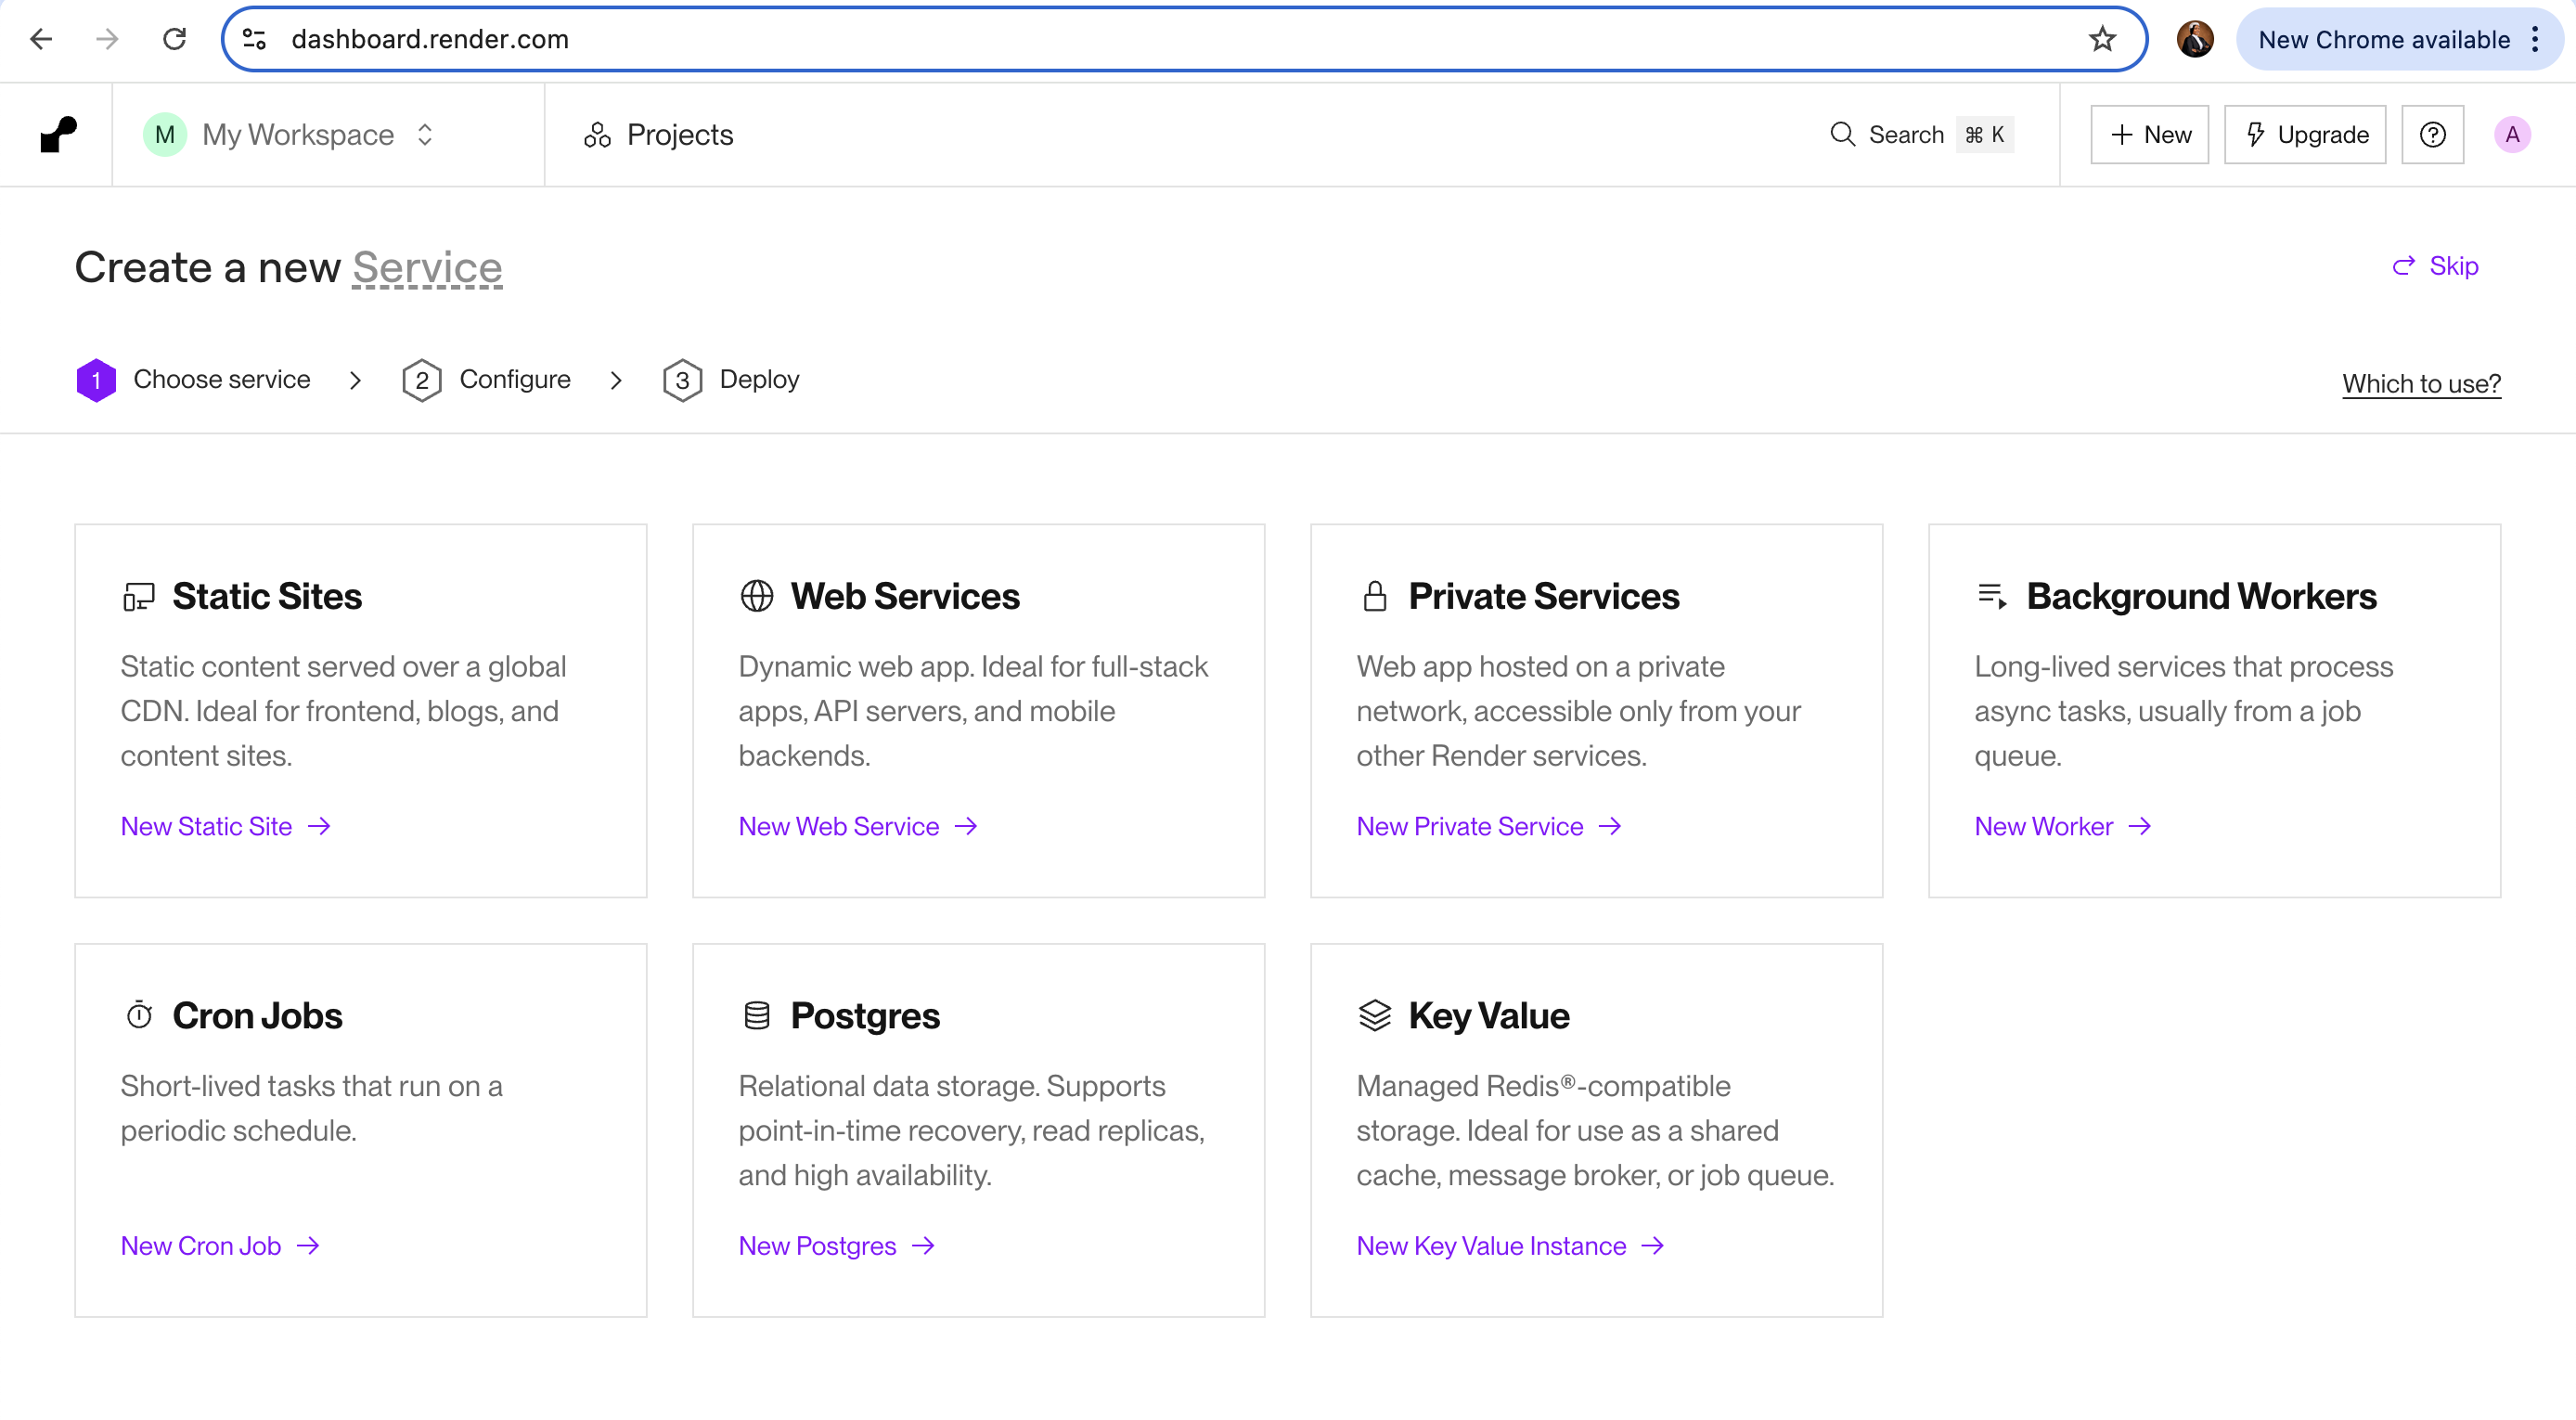 dashboard.render.com
New Chrome available
M My Workspace
Projects
Search ⌘ K
+ New
Upgrade
A
Create a new Service
Skip
1 Choose service
2 Configure
3 Deploy
Which to use?
Static Sites
Static content served over a global
CDN. Ideal for frontend, blogs, and
content sites.
New Static Site →
Web Services
Dynamic web app. Ideal for full-stack
apps, API servers, and mobile
backends.
New Web Service →
Private Services
Web app hosted on a private
network, accessible only from your
other Render services.
New Private Service →
Background Workers
Long-lived services that process
async tasks, usually from a job
queue.
New Worker →
Cron Jobs
Short-lived tasks that run on a
periodic schedule.
New Cron Job →
Postgres
Relational data storage. Supports
point-in-time recovery, read replicas,
and high availability.
New Postgres →
Key Value
Managed Redis®-compatible
storage. Ideal for use as a shared
cache, message broker, or job queue.
New Key Value Instance →